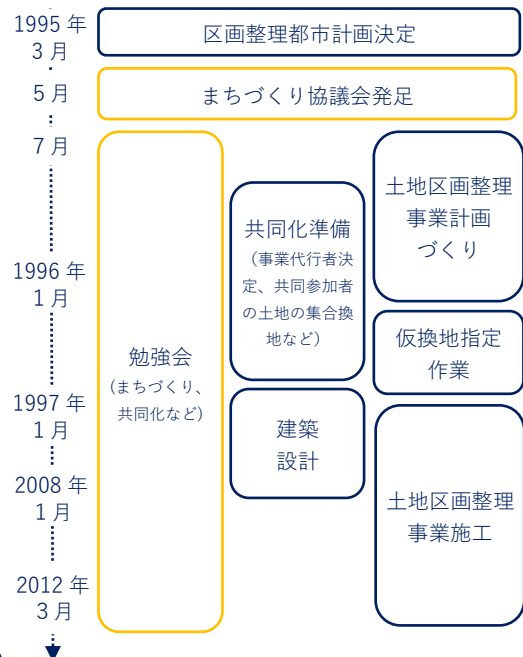 1995 年
3 月
区画整理都市計画決定
5 月
まちづくり協議会発足
7 月
1996 年
1 月
1997 年
1 月
2008 年
1 月
2012 年
3 月
勉強会
(まちづくり、
共同化など)
共同化準備
（事業代行者決
定、共同参加者
の土地の集合換
地など）
建築
設計
土地区画整理
事業計画
づくり
仮換地指定
作業
土地区画整理
事業施工